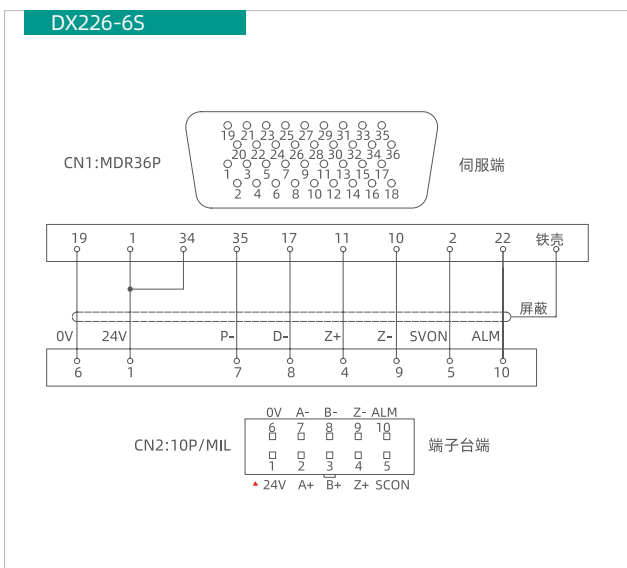 DX226-6S
19 21 23 25 27 29 31 33 35
20 22 24 26 28 30 32 34 36
CN1:MDR36P
伺服端
1 3 5 7 9 11 13 15 17
2 4 6 8 10 12 14 16 18
19 1 34 35 17 11 10 2 22 铁壳
屏蔽
0V 24V P- D- Z+ Z- SVON ALM
6 1 7 8 4 9 5 10
0V A- B- Z- ALM
6 7 8 9 10
CN2:10P/MIL
端子台端
1 2 3 4 5
24V A+ B+ Z+ SCON